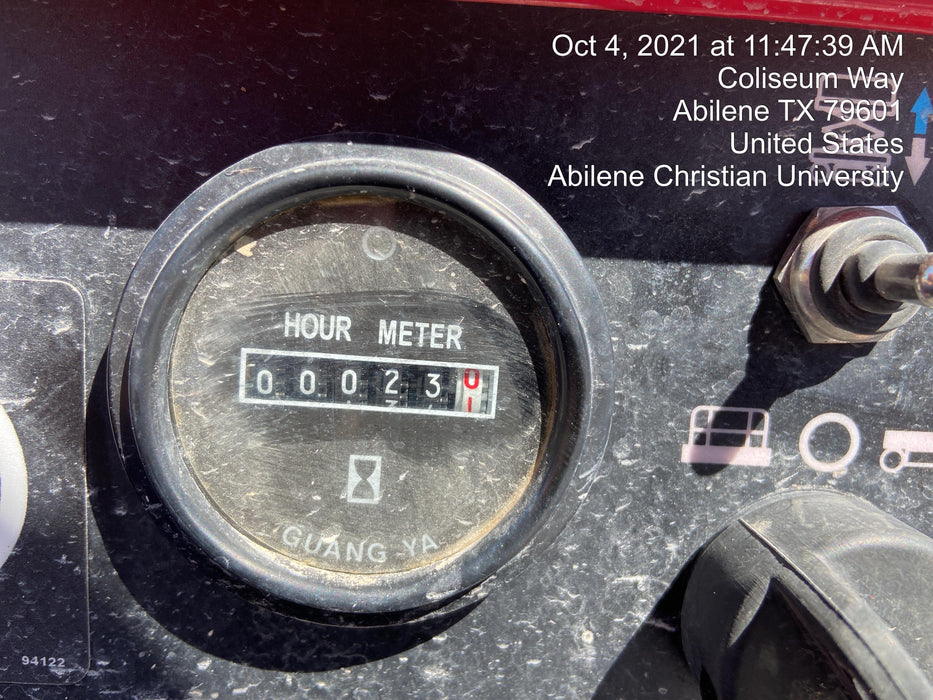 Oct 4, 2021 at 11:47:39 AM
Coliseum Way
Abilene TX 79601
United States
Abilene Christian University
HOUR METER
0 0 0 2 3 0
1
GUANG YA
94122